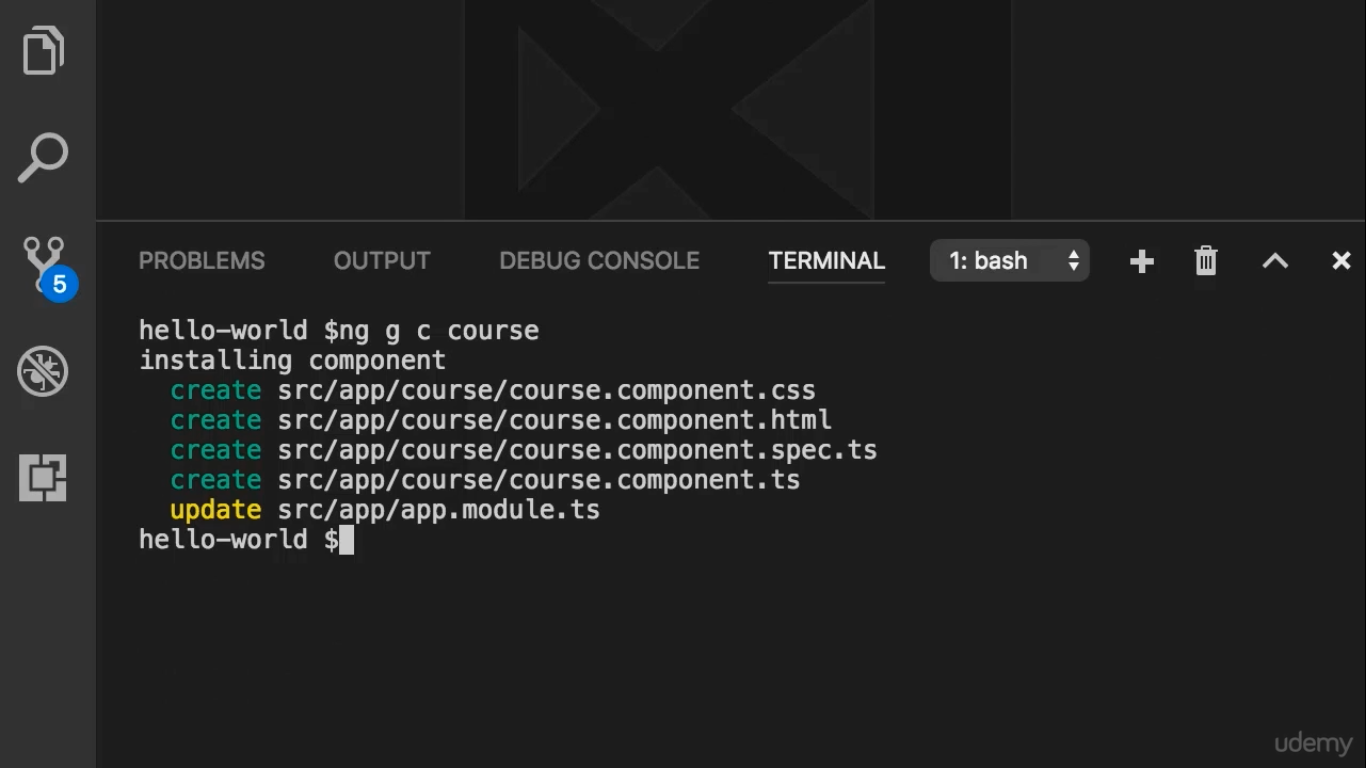 PROBLEMS OUTPUT DEBUG CONSOLE TERMINAL 1: bash
5
hello-world $ng g c course
installing component
  create src/app/course/course.component.css
  create src/app/course/course.component.html
  create src/app/course/course.component.spec.ts
  create src/app/course/course.component.ts
  update src/app/app.module.ts
hello-world $
udemy